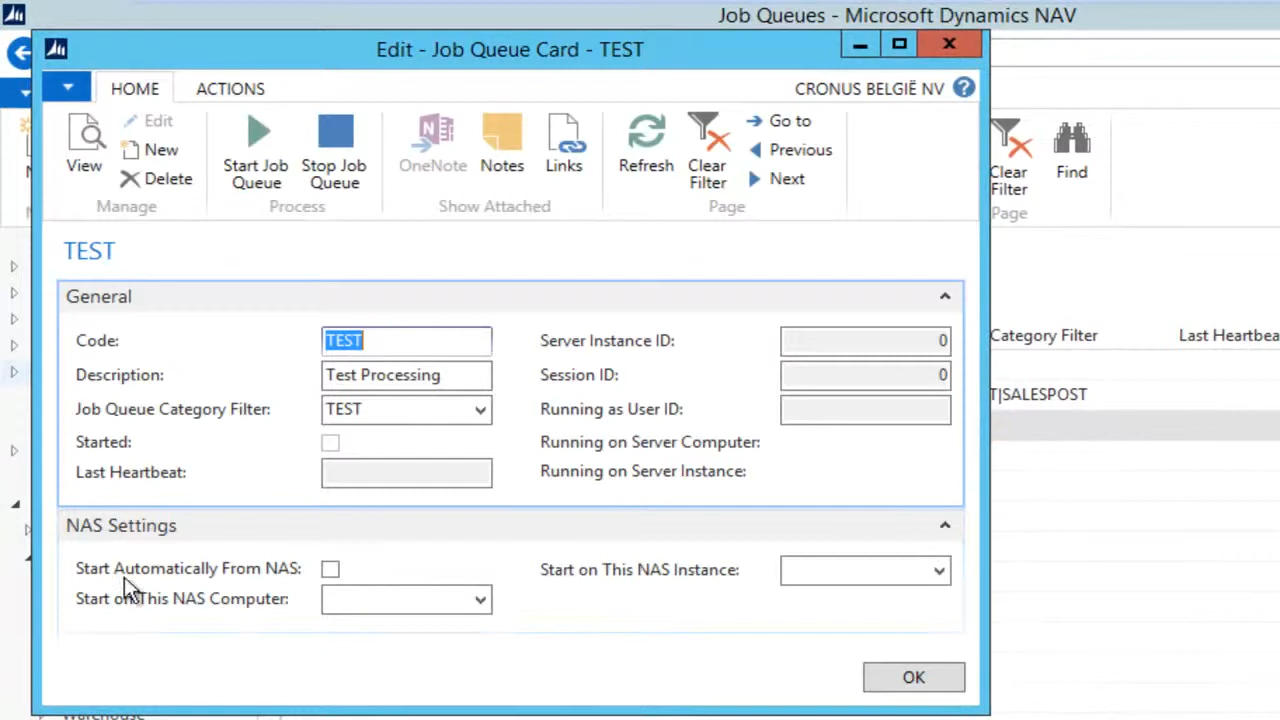 Job Queues - Microsoft Dynamics NAV
Edit - Job Queue Card - TEST
HOME
ACTIONS
CRONUS BELGIË NV
View
Edit
New
Delete
Manage
Start Job Queue
Stop Job Queue
Process
OneNote
Notes
Links
Show Attached
Refresh
Clear Filter
Go to
Previous
Next
Page
Clear Filter
Find
Page
TEST
General
Code: TEST
Server Instance ID: 0
Description: Test Processing
Session ID: 0
Job Queue Category Filter: TEST
Running as User ID:
Started:
Running on Server Computer:
Last Heartbeat:
Running on Server Instance:
NAS Settings
Start Automatically From NAS:
Start on This NAS Instance:
Start on This NAS Computer:
OK
Category Filter
Last Heartbea
T|SALESPOST
Warehouse